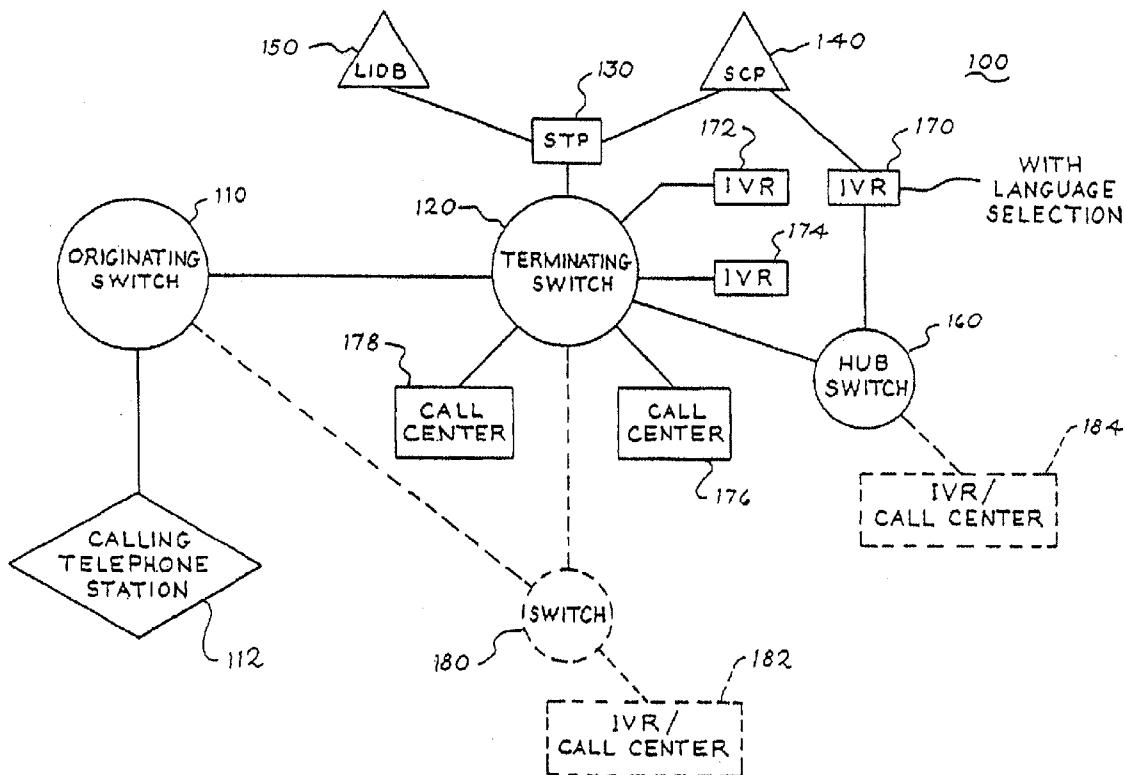 150
LIDB
140
SCP
100
130
STP
172
IVR
170
IVR
WITH
LANGUAGE
SELECTION
110
ORIGINATING
SWITCH
120
TERMINATING
SWITCH
174
IVR
178
CALL
CENTER
CALL
CENTER
176
160
HUB
SWITCH
184
IVR/
CALL CENTER
CALLING
TELEPHONE
STATION
112
SWITCH
180
182
IVR/
CALL CENTER